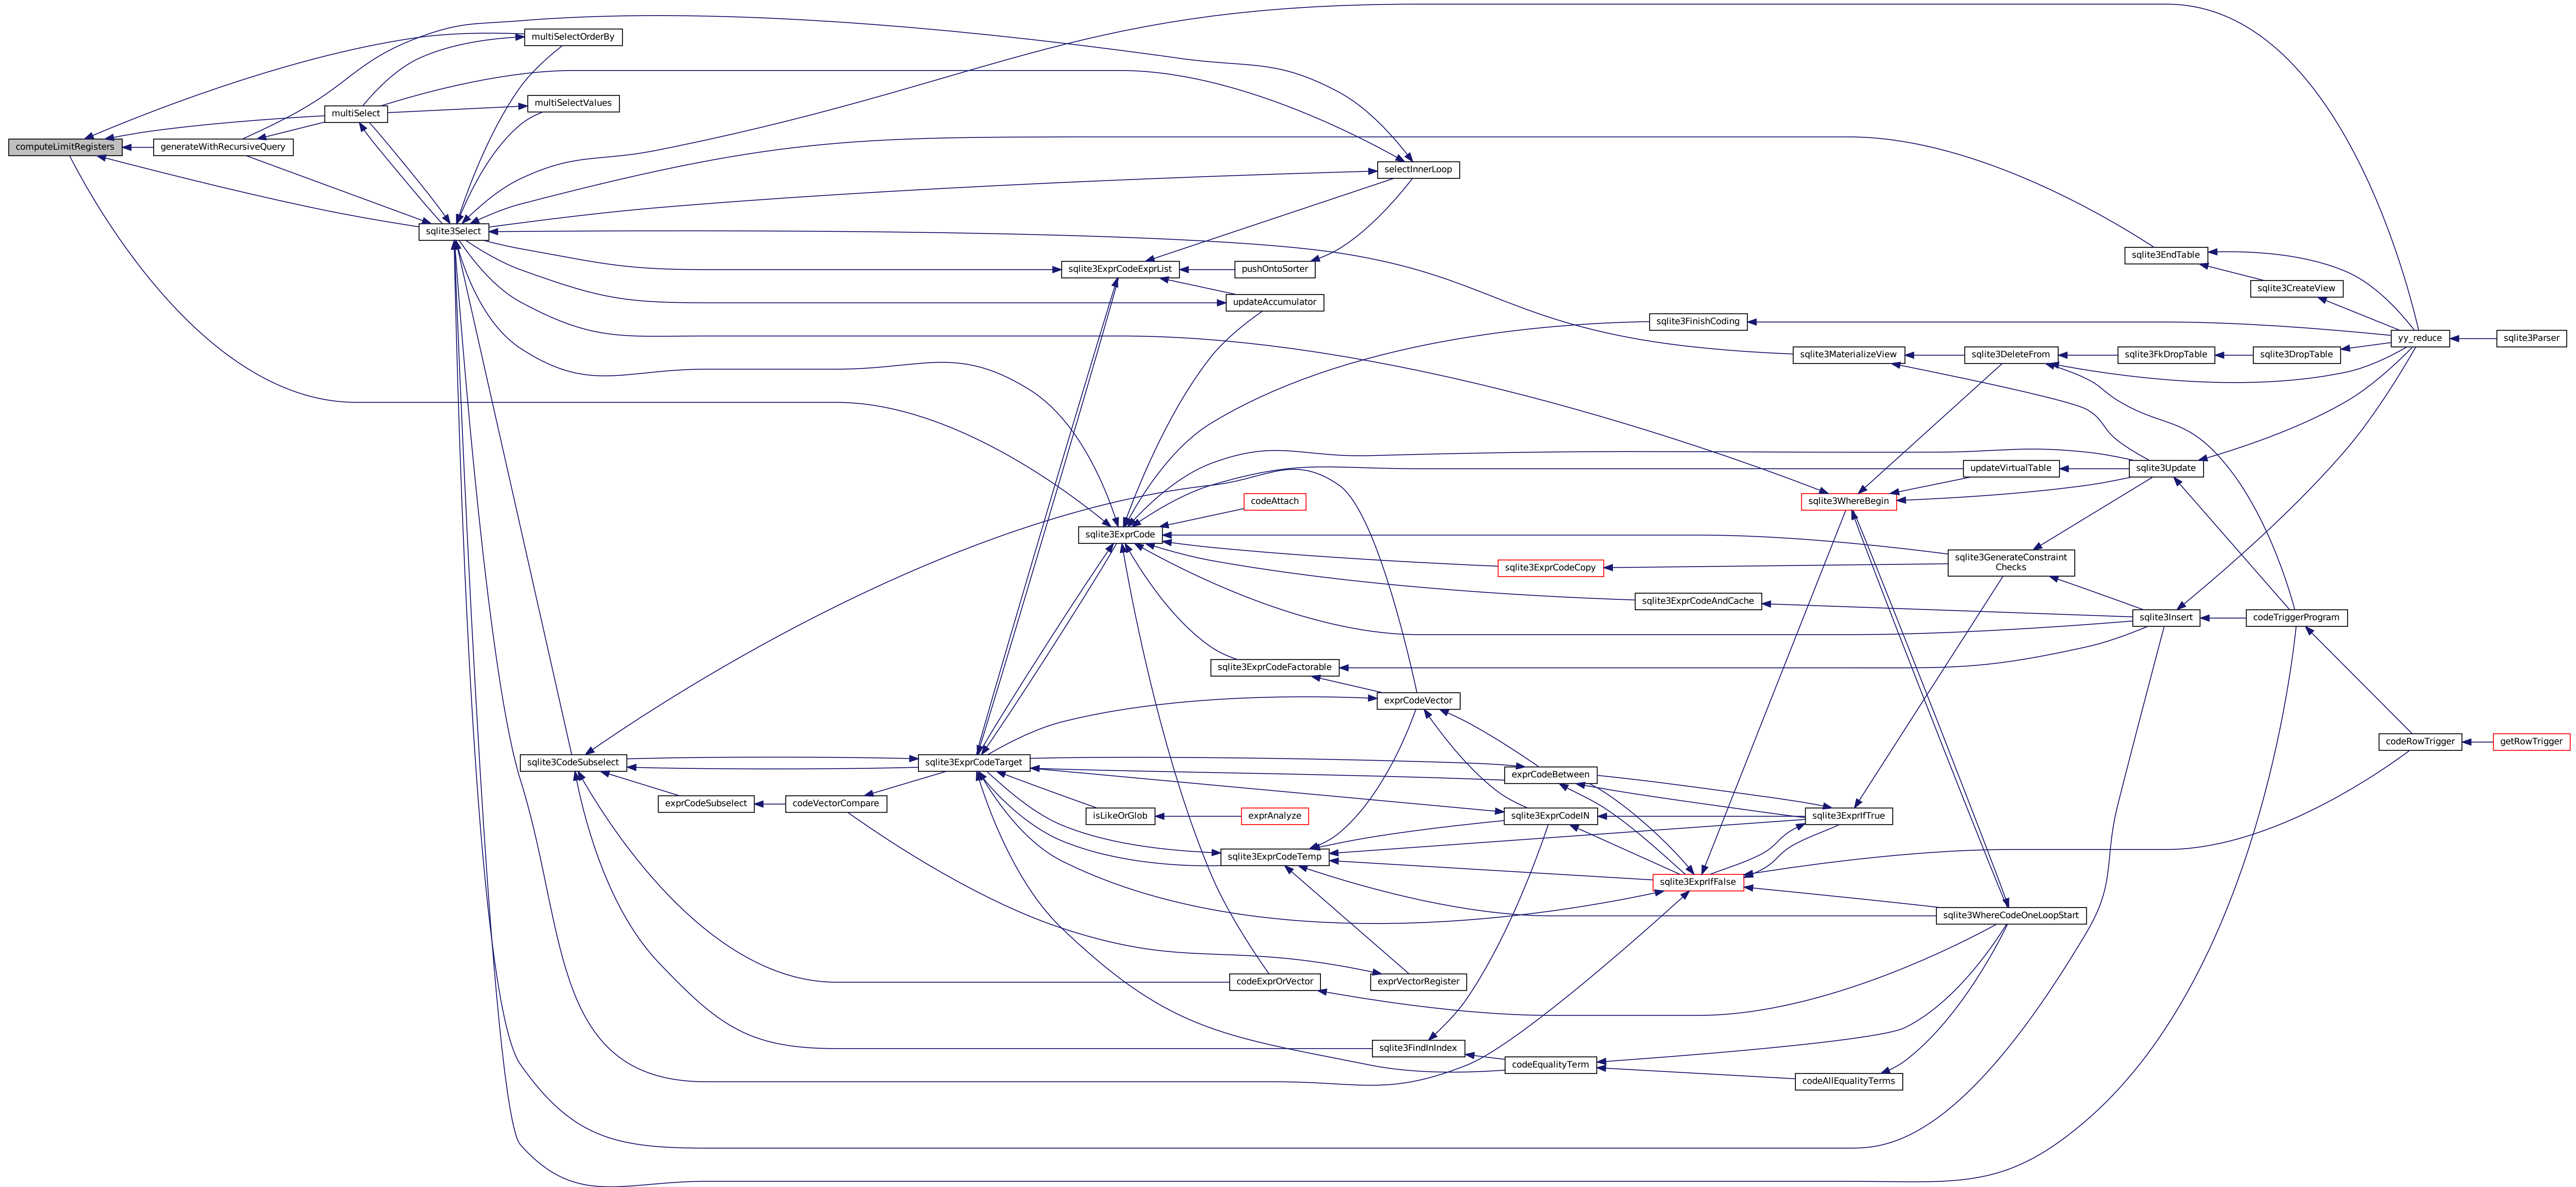 multiSelectOrderBy
multiSelectValues
multiSelect
computeLimitRegisters
generateWithRecursiveQuery
selectInnerLoop
sqlite3Select
sqlite3EndTable
sqlite3ExprCodeExprList
pushOntoSorter
sqlite3CreateView
updateAccumulator
sqlite3FinishCoding
yy_reduce
sqlite3Parser
sqlite3MaterializeView
sqlite3DeleteFrom
sqlite3FkDropTable
sqlite3DropTable
updateVirtualTable
sqlite3Update
codeAttach
sqlite3WhereBegin
sqlite3ExprCode
sqlite3GenerateConstraint
Checks
sqlite3ExprCodeCopy
sqlite3ExprCodeAndCache
sqlite3Insert
codeTriggerProgram
sqlite3ExprCodeFactorable
exprCodeVector
codeRowTrigger
getRowTrigger
sqlite3CodeSubselect
sqlite3ExprCodeTarget
exprCodeBetween
exprCodeSubselect
codeVectorCompare
isLikeOrGlob
exprAnalyze
sqlite3ExprCodeIN
sqlite3ExprIfTrue
sqlite3ExprCodeTemp
sqlite3ExprIfFalse
sqlite3WhereCodeOneLoopStart
codeExprOrVector
exprVectorRegister
sqlite3FindInIndex
codeEqualityTerm
codeAllEqualityTerms